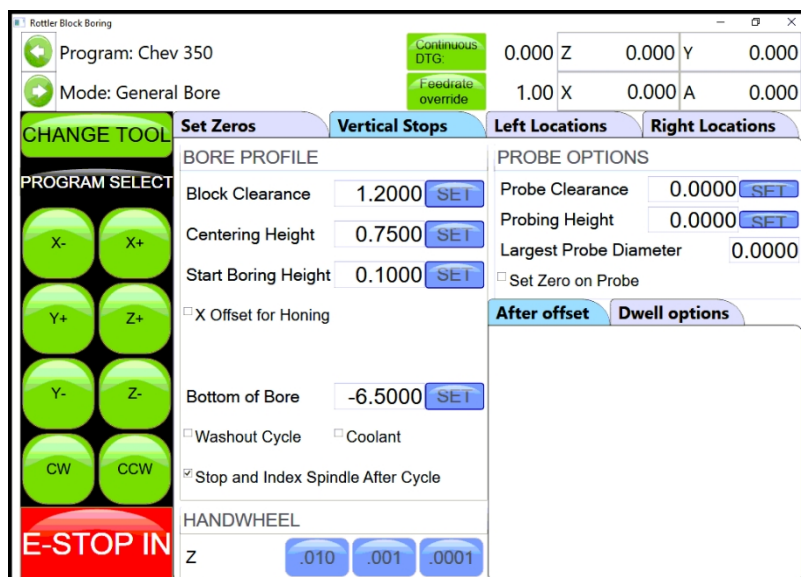 Rottler Block Boring
Program: Chev 350
Continuous DTG: 0.000 Z 0.000 Y 0.000
Mode: General Bore
Feedrate override 1.00 X 0.000 A 0.000
CHANGE TOOL
PROGRAM SELECT
X- X+
Y+ Z+
Y- Z-
CW CCW
E-STOP IN
Set Zeros Vertical Stops Left Locations Right Locations
BORE PROFILE
Block Clearance 1.2000 SET
Centering Height 0.7500 SET
Start Boring Height 0.1000 SET
X Offset for Honing
Bottom of Bore -6.5000 SET
Washout Cycle Coolant
Stop and Index Spindle After Cycle
HANDWHEEL
Z .010 .001 .0001
PROBE OPTIONS
Probe Clearance 0.0000 SET
Probing Height 0.0000 SET
Largest Probe Diameter 0.0000
Set Zero on Probe
After offset Dwell options